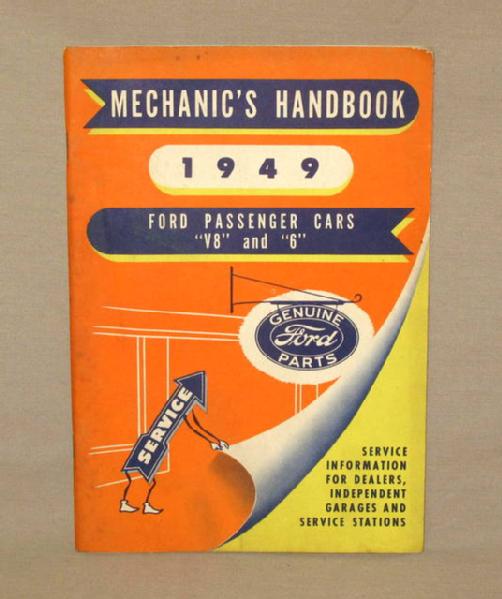 MECHANIC'S HANDBOOK
1949
FORD PASSENGER CARS
"V8" and "6"
GENUINE
Ford
PARTS
SERVICE
SERVICE
INFORMATION
FOR DEALERS,
INDEPENDENT
GARAGES AND
SERVICE STATIONS